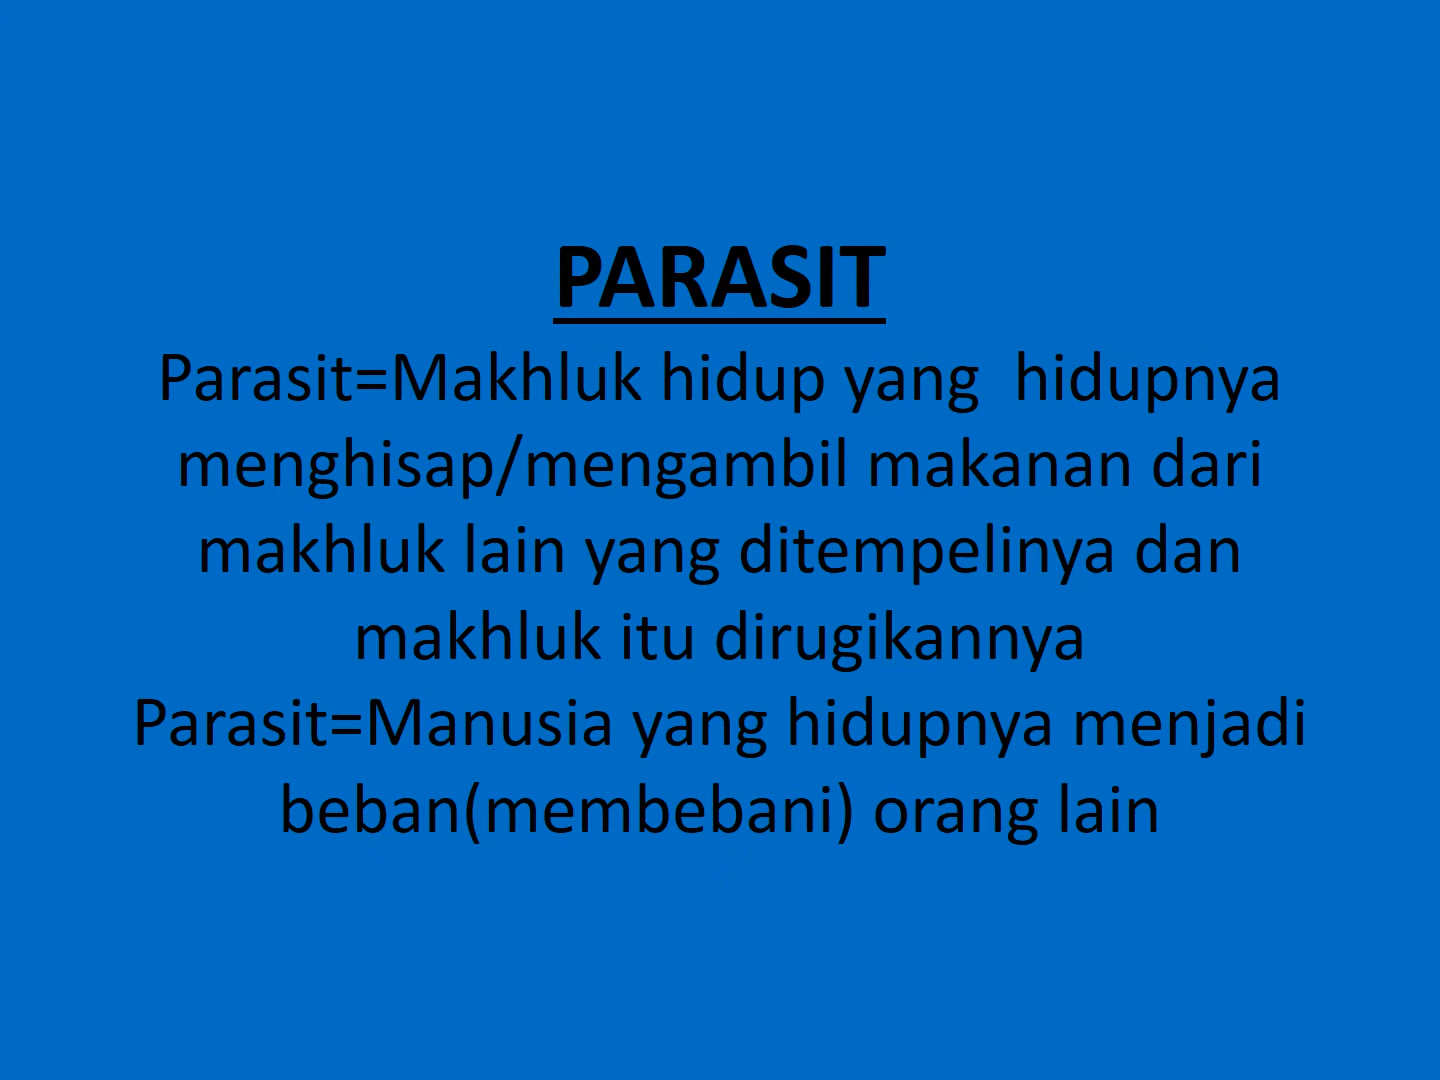 PARASIT
Parasit=Makhluk hidup yang  hidupnya
menghisap/mengambil makanan dari
makhluk lain yang ditempelinya dan
makhluk itu dirugikannya
Parasit=Manusia yang hidupnya menjadi
beban(membebani) orang lain